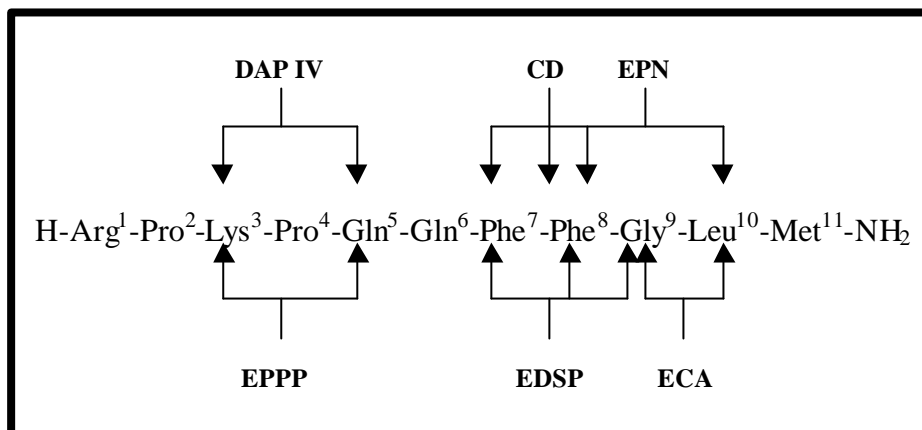 DAP IV CD EPN
H-Arg¹-Pro²-Lys³-Pro⁴-Gln⁵-Gln⁶-Phe⁷-Phe⁸-Gly⁹-Leu¹⁰-Met¹¹-NH₂
EPPP EDSP ECA